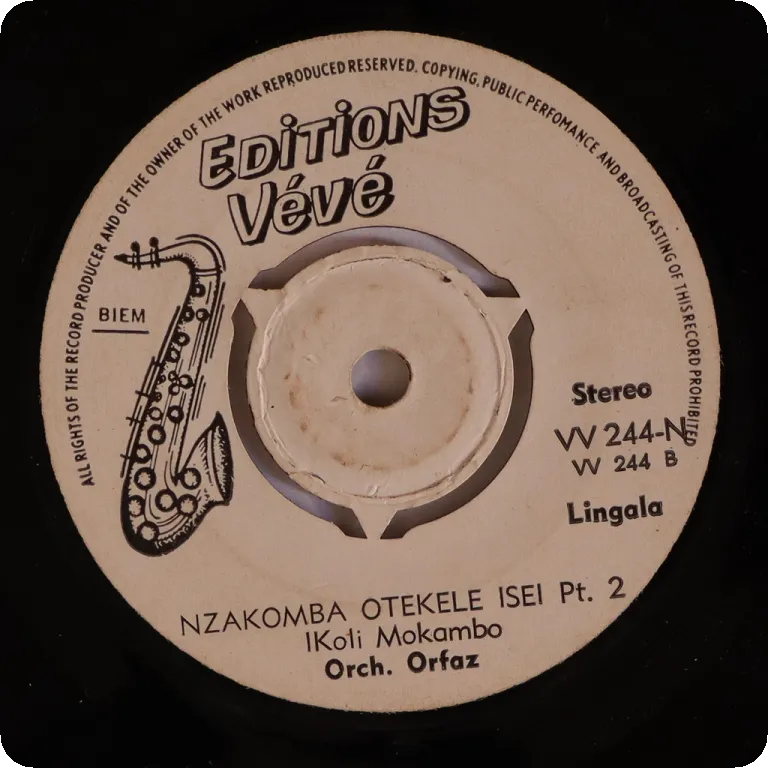 ALL RIGHTS OF THE RECORD PRODUCER AND OF THE OWNER OF THE WORK REPRODUCED RESERVED. COPYING, PUBLIC PERFOMANCE AND BROADCASTING OF THIS RECORD PROHIBITED
EDiTiONS
Vévé
BIEM
Stereo
VV 244-N
VV 244 B
Lingala
NZAKOMBA OTEKELE ISEI Pt. 2
IKoli Mokambo
Orch. Orfaz